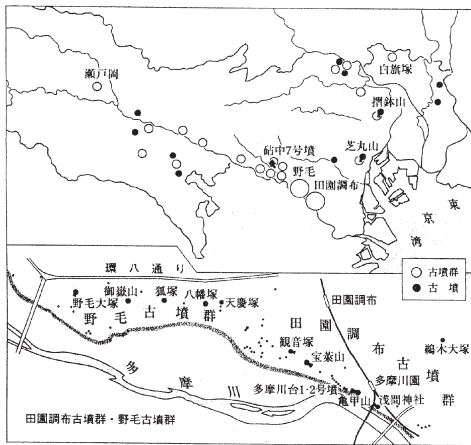 瀬戸岡
白旗塚
摺鉢山
砧中7号墳
芝丸山
野毛
田園調布
東京湾
○ 古墳群
● 古墳
環八通り
御嶽山
狐塚
八幡塚
天慶塚
野毛大塚
野毛古墳群
田園調布
田園調布古墳群
鵜木大塚
観音塚
宝萊山
多摩川
多摩川園
多摩川台1・2号墳
亀甲山
浅間神社
田園調布古墳群・野毛古墳群